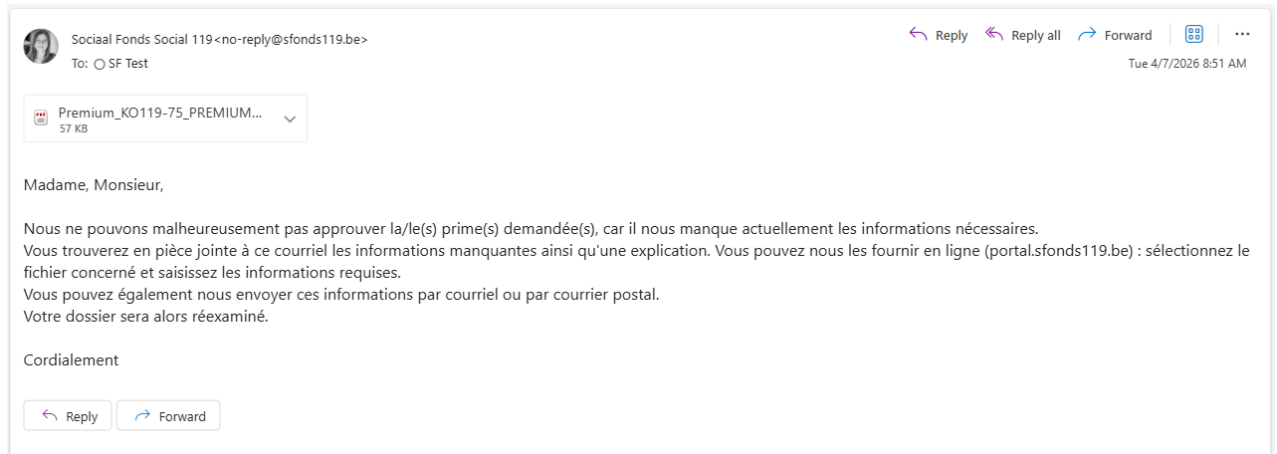 Sociaal Fonds Social 119<no-reply@sfonds119.be>
Reply Reply all Forward
To: SF Test
Tue 4/7/2026 8:51 AM
Premium_KO119-75_PREMIUM...
57 KB
Madame, Monsieur,
Nous ne pouvons malheureusement pas approuver la/le(s) prime(s) demandée(s), car il nous manque actuellement les informations nécessaires.
Vous trouverez en pièce jointe à ce courriel les informations manquantes ainsi qu'une explication. Vous pouvez nous les fournir en ligne (portal.sfonds119.be) : sélectionnez le
fichier concerné et saisissez les informations requises.
Vous pouvez également nous envoyer ces informations par courriel ou par courrier postal.
Votre dossier sera alors réexaminé.
Cordialement
Reply Forward